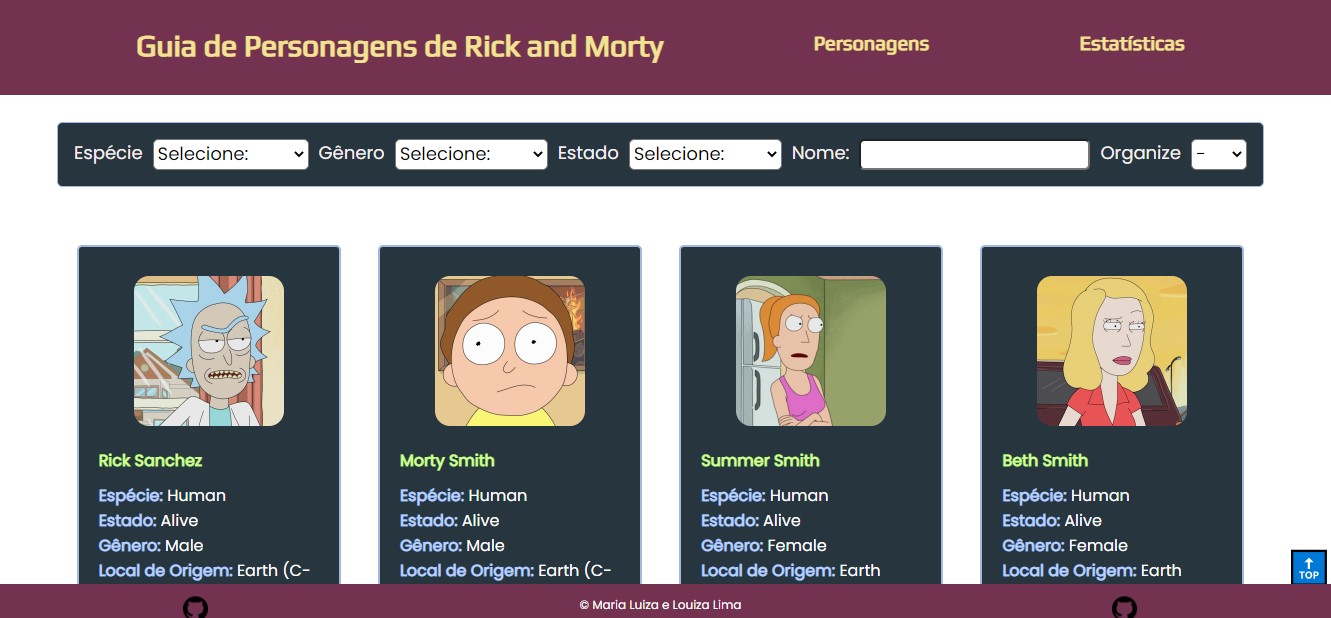 Guia de Personagens de Rick and Morty
Personagens
Estatísticas
Espécie Selecione: Gênero Selecione: Estado Selecione: Nome: Organize -
Rick Sanchez
Espécie: Human
Estado: Alive
Gênero: Male
Local de Origem: Earth (C-
Morty Smith
Espécie: Human
Estado: Alive
Gênero: Male
Local de Origem: Earth (C-
Summer Smith
Espécie: Human
Estado: Alive
Gênero: Female
Local de Origem: Earth
Beth Smith
Espécie: Human
Estado: Alive
Gênero: Female
Local de Origem: Earth
TOP
© Maria Luiza e Louiza Lima